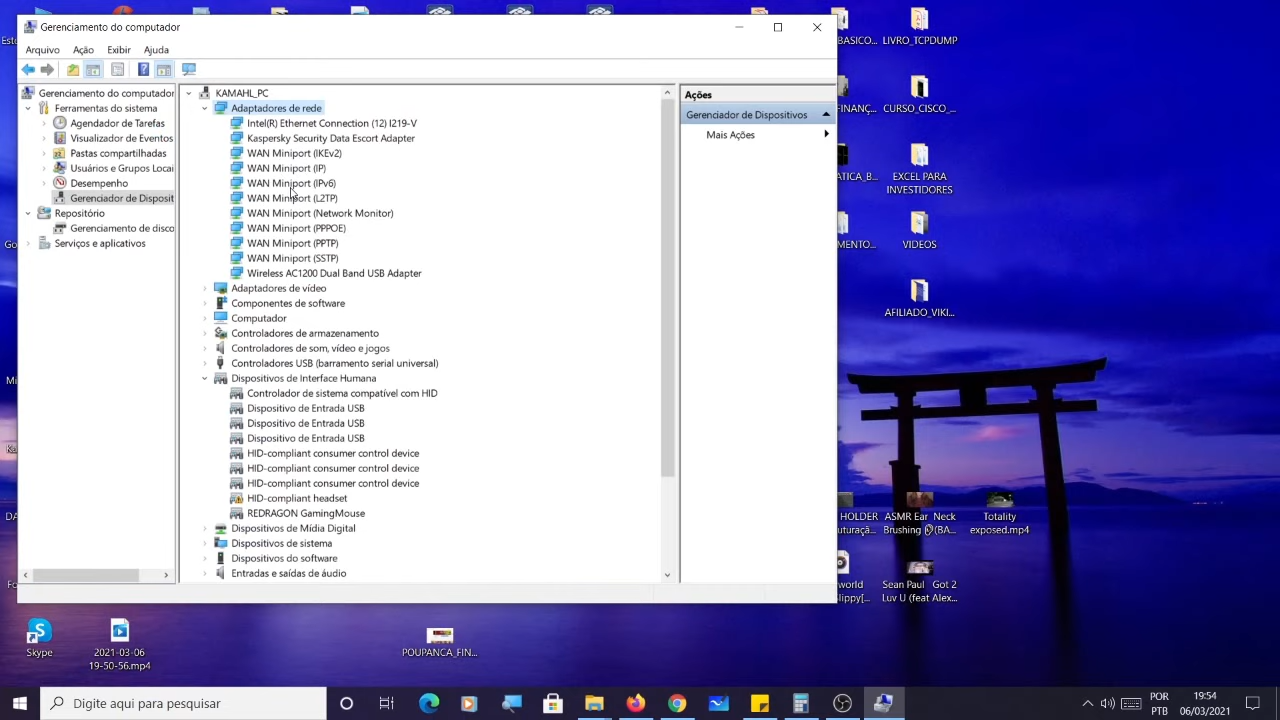 Gerenciamento do computador
Arquivo Ação Exibir Ajuda
Gerenciamento do computador
Ferramentas do sistema
Agendador de Tarefas
Visualizador de Eventos
Pastas compartilhadas
Usuários e Grupos Locai
Desempenho
Gerenciador de Disposit
Repositório
Gerenciamento de disco
Serviços e aplicativos
KAMAHL_PC
Adaptadores de rede
Intel(R) Ethernet Connection (12) I219-V
Kaspersky Security Data Escort Adapter
WAN Miniport (IKEv2)
WAN Miniport (IP)
WAN Miniport (IPv6)
WAN Miniport (L2TP)
WAN Miniport (Network Monitor)
WAN Miniport (PPPOE)
WAN Miniport (PPTP)
WAN Miniport (SSTP)
Wireless AC1200 Dual Band USB Adapter
Adaptadores de vídeo
Componentes de software
Computador
Controladores de armazenamento
Controladores de som, vídeo e jogos
Controladores USB (barramento serial universal)
Dispositivos de Interface Humana
Controlador de sistema compatível com HID
Dispositivo de Entrada USB
Dispositivo de Entrada USB
Dispositivo de Entrada USB
HID-compliant consumer control device
HID-compliant consumer control device
HID-compliant consumer control device
HID-compliant headset
REDRAGON GamingMouse
Dispositivos de Mídia Digital
Dispositivos de sistema
Dispositivos do software
Entradas e saídas de áudio
Ações
Gerenciador de Dispositivos
Mais Ações
BASICO...
LIVRO_TCPDUMP
FINANÇ...
CURSO_CISCO_...
ATICA_B...
EXCEL PARA
INVESTIDORES
MENTO...
VIDEOS
AFILIADO_VIKI...
HOLDER
uturaçã...
ASMR Ear_Neck
Brushing
(BA...
Totality
exposed.mp4
world
lippy[...
Sean Paul_ Got 2
Luv U (feat Alex...
Skype
2021-03-06
19-50-56.mp4
POUPANCA_FIN...
Digite aqui para pesquisar
POR
PTB
19:54
06/03/2021